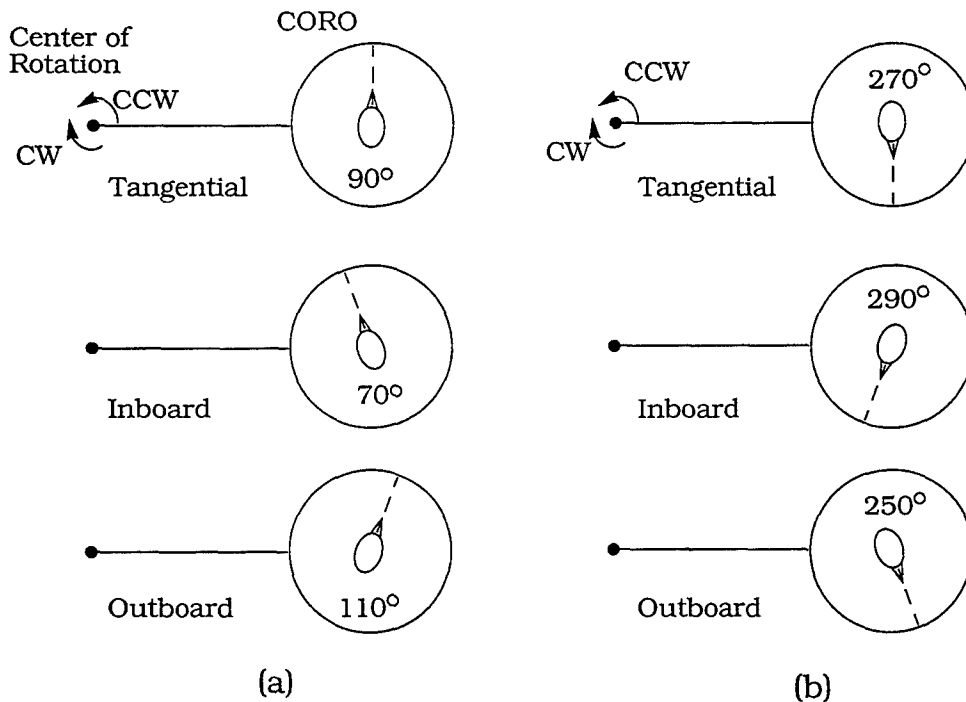 CORO
Center of
Rotation
CCW
CW
Tangential
90°
Inboard
70°
Outboard
110°
(a)
CCW
CW
Tangential
270°
Inboard
290°
Outboard
250°
(b)